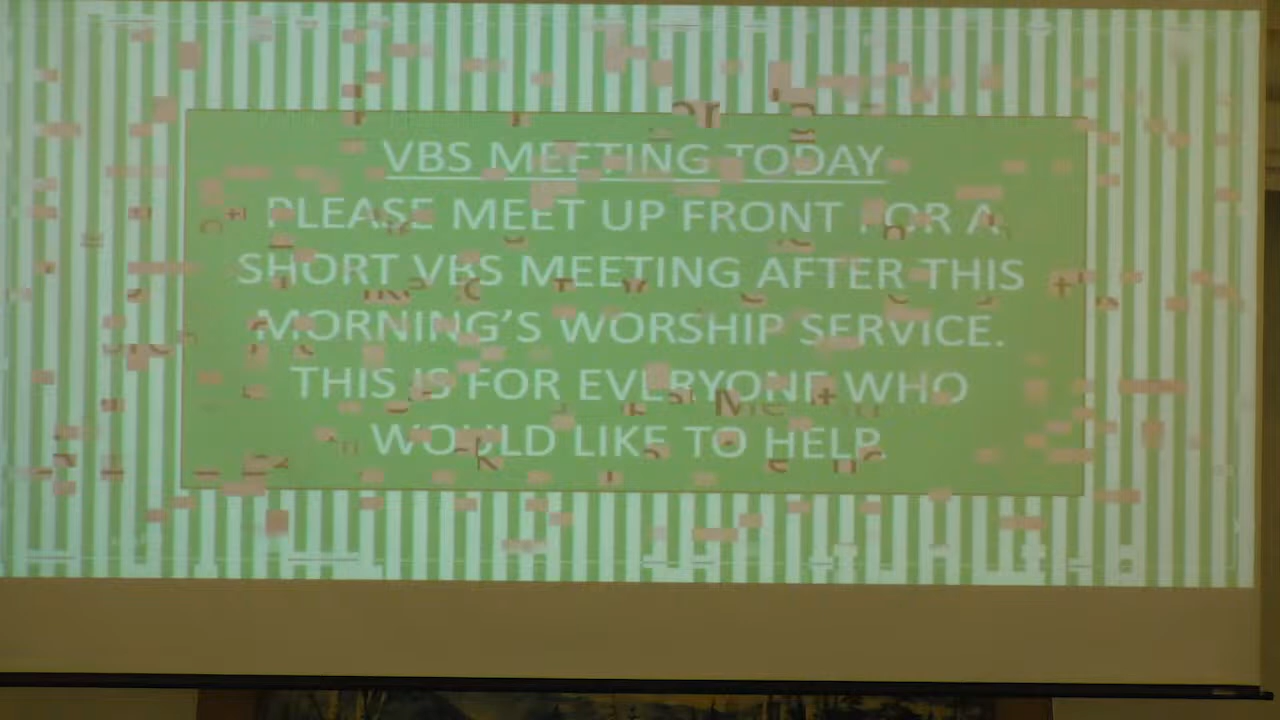 VBS MEETING TODAY
PLEASE MEET UP FRONT FOR A
SHORT VBS MEETING AFTER THIS
MORNING'S WORSHIP SERVICE.
THIS IS FOR EVERYONE WHO
WOULD LIKE TO HELP.